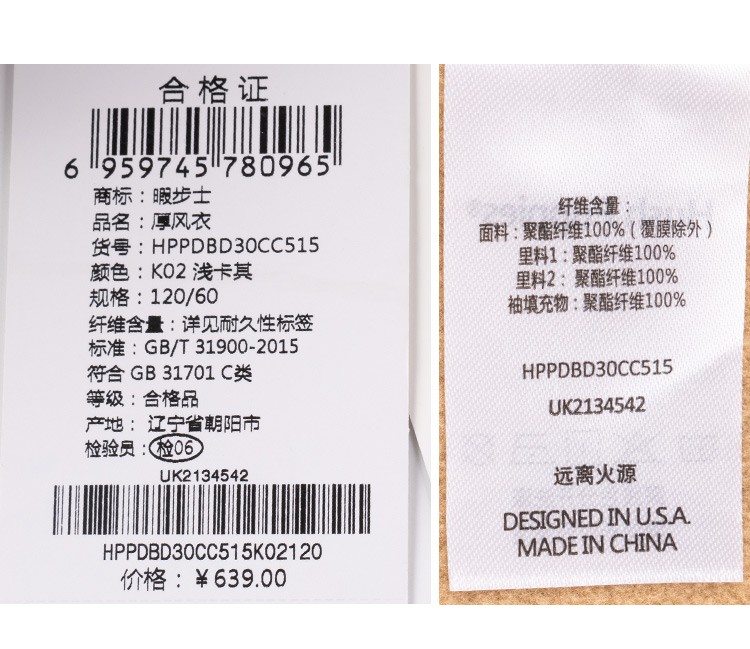 合格证
6 959745 780965
商标：暇步士
品名：厚风衣
货号：HPPDBD30CC515
颜色：K02 浅卡其
规格：120/60
纤维含量：详见耐久性标签
标准：GB/T 31900-2015
符合 GB 31701 C类
等级：合格品
产地： 辽宁省朝阳市
检验员：检06
UK2134542
HPPDBD30CC515K02120
价格：￥639.00
纤维含量：
面料：聚酯纤维100%（覆膜除外）
里料1：聚酯纤维100%
里料2： 聚酯纤维100%
袖填充物：聚酯纤维100%
HPPDBD30CC515
UK2134542
远离火源
DESIGNED IN U.S.A.
MADE IN CHINA